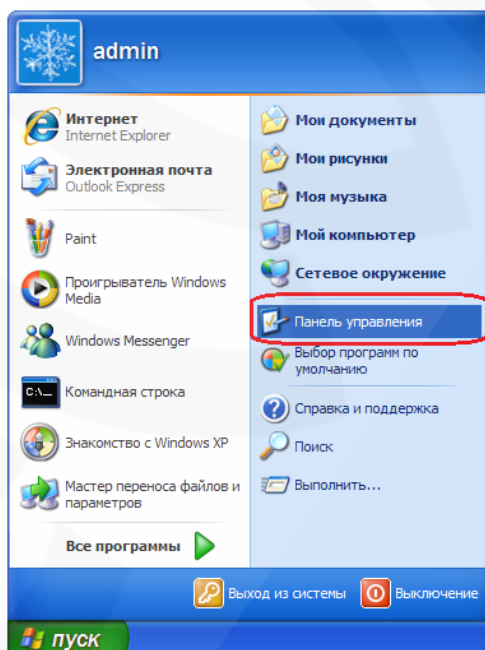 admin
Интернет
Internet Explorer
Электронная почта
Outlook Express
Paint
Проигрыватель Windows
Media
Windows Messenger
C:\_
Командная строка
Знакомство с Windows XP
Мастер переноса файлов и
параметров
Все программы
Мои документы
Мои рисунки
Моя музыка
Мой компьютер
Сетевое окружение
Панель управления
Выбор программ по
умолчанию
Справка и поддержка
Поиск
Выполнить...
Выход из системы
Выключение
пуск